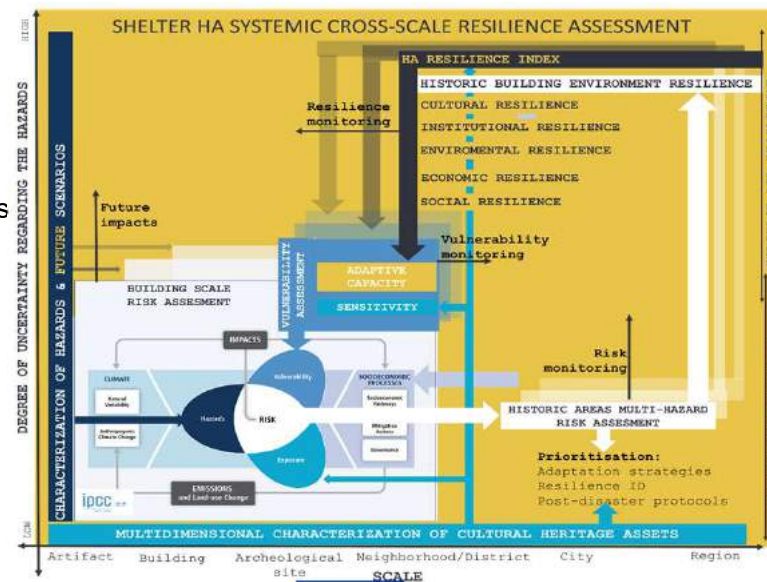 SHELTER HA SYSTEMIC CROSS-SCALE RESILIENCE ASSESSMENT
HIGH
DEGREE OF UNCERTAINTY REGARDING THE HAZARDS
LOW
CHARACTERIZATION OF HAZARDS & FUTURE SCENARIOS
s
HA RESILIENCE INDEX
HISTORIC BUILDING ENVIRONMENT RESILIENCE
CULTURAL RESILIENCE
INSTITUTIONAL RESILIENCE
ENVIROMENTAL RESILIENCE
ECONOMIC RESILIENCE
SOCIAL RESILIENCE
Resilience
monitoring
Future
impacts
Vulnerability
monitoring
VULNERABILITY
ASSESSMENT
ADAPTIVE
CAPACITY
SENSITIVITY
BUILDING SCALE
RISK ASSESMENT
IMPACTS
CLIMATE
Natural
Variability
Anthropogenic
Climate Change
Vulnerability
Hazards
RISK
Exposure
SOCIOECONOMIC
PROCESSES
Socioeconomic
Pathways
Governance
EMISSIONS
and Land-use Change
ipcc
Risk
monitoring
HISTORIC AREAS MULTI-HAZARD
RISK ASSESMENT
Prioritisation:
Adaptation strategies
Resilience ID
Post-disaster protocols
MULTIDIMENSIONAL CHARACTERIZATION OF CULTURAL HERITAGE ASSETS
Artifact Building Archeological Neighborhood/District City Region
site
SCALE